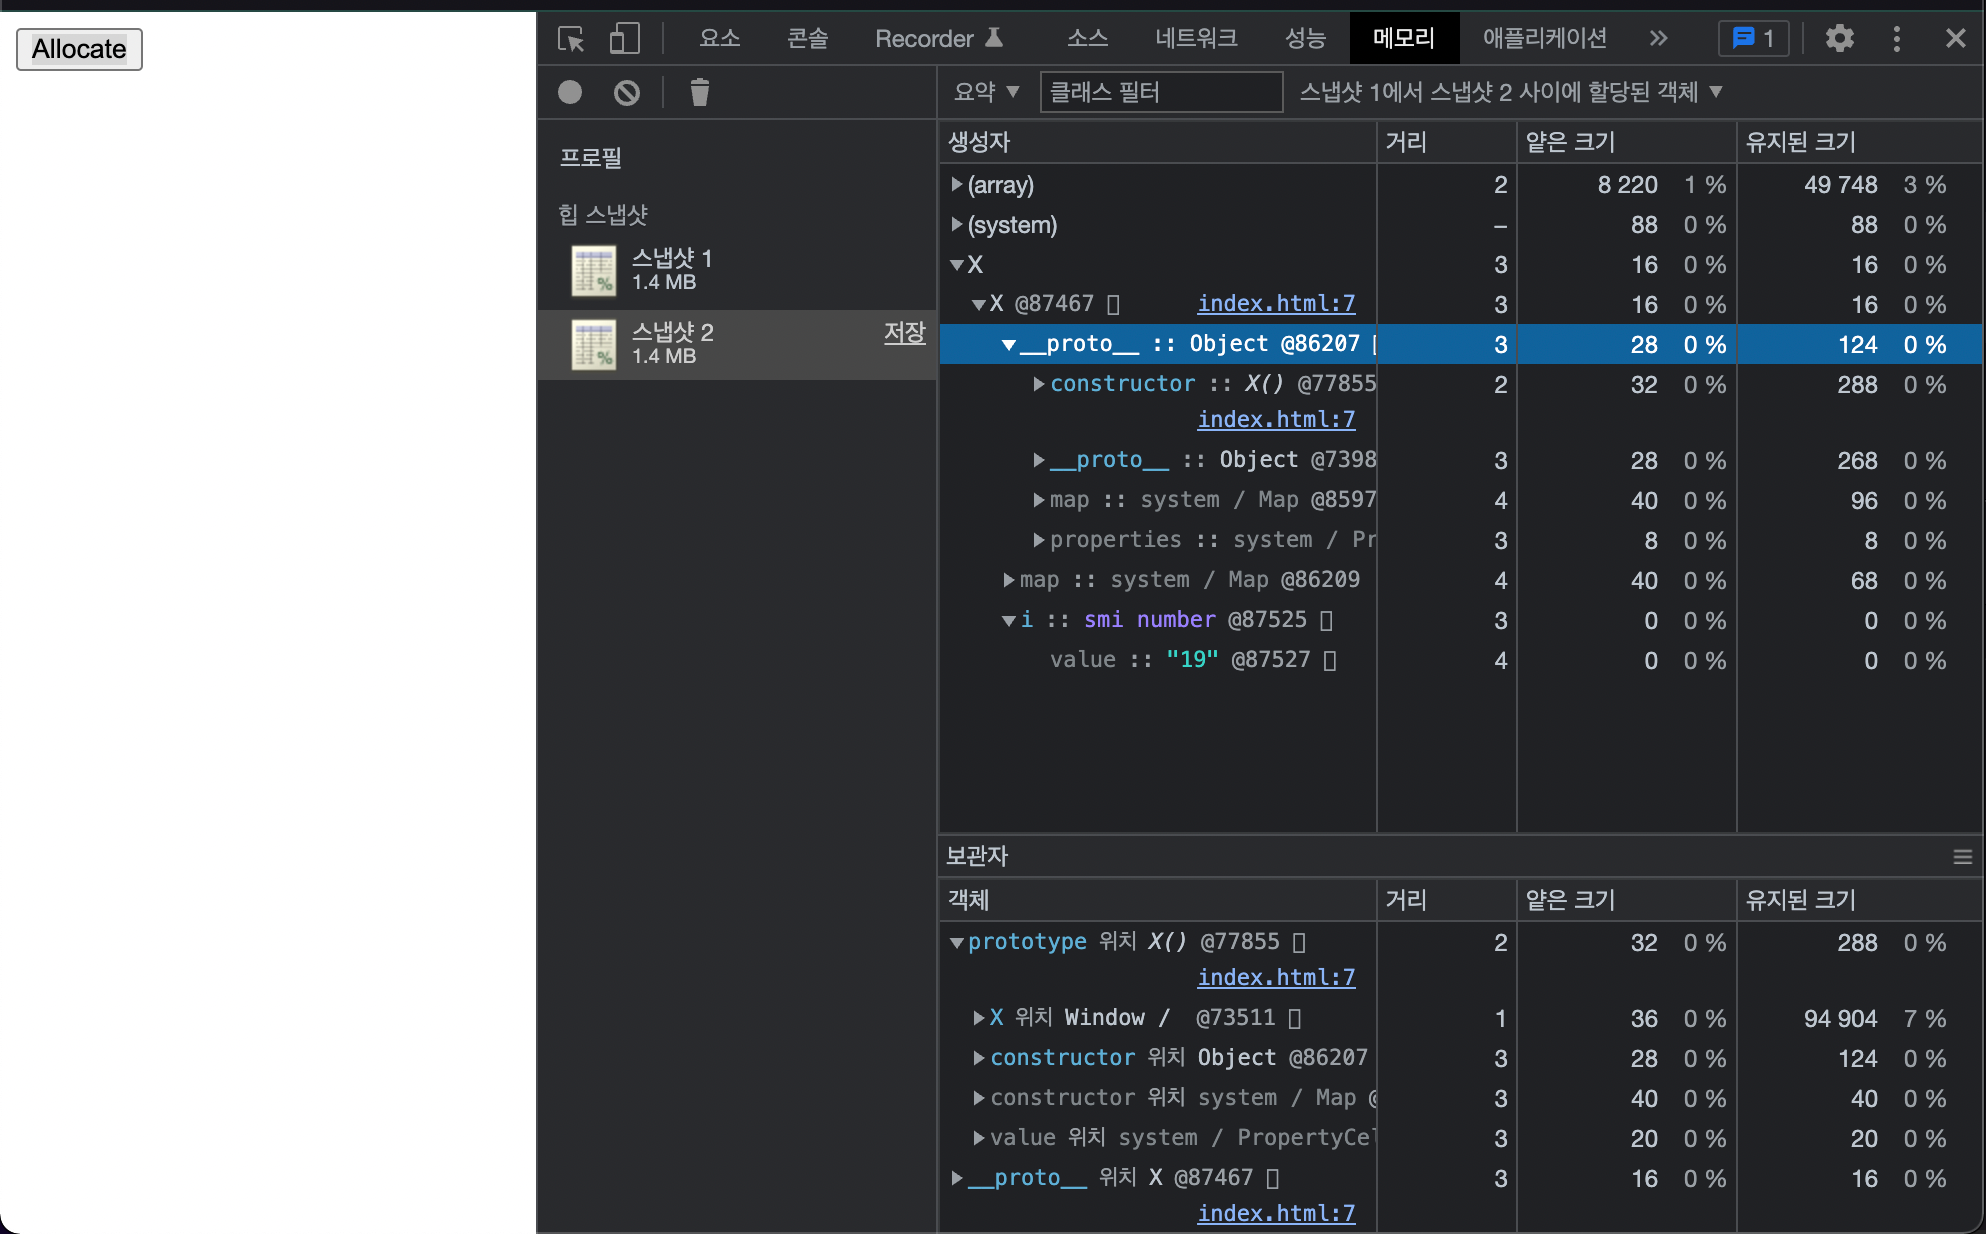 Allocate
요소 콘솔 Recorder 소스 네트워크 성능 메모리 애플리케이션 » 1
요약 ▼ 클래스 필터 스냅샷 1에서 스냅샷 2 사이에 할당된 객체 ▼
프로필
힙 스냅샷
스냅샷 1
1.4 MB
스냅샷 2 저장
1.4 MB
생성자 거리 얕은 크기 유지된 크기
▶(array) 2 8 220 1 % 49 748 3 %
▶(system) – 88 0 % 88 0 %
▼X 3 16 0 % 16 0 %
▼X @87467 index.html:7 3 16 0 % 16 0 %
▼__proto__ :: Object @86207 3 28 0 % 124 0 %
▶constructor :: X() @77855 2 32 0 % 288 0 %
index.html:7
▶__proto__ :: Object @7398 3 28 0 % 268 0 %
▶map :: system / Map @8597 4 40 0 % 96 0 %
▶properties :: system / Pr 3 8 0 % 8 0 %
▶map :: system / Map @86209 4 40 0 % 68 0 %
▼i :: smi number @87525 3 0 0 % 0 0 %
value :: "19" @87527 4 0 0 % 0 0 %
보관자
객체 거리 얕은 크기 유지된 크기
▼prototype 위치 X() @77855 2 32 0 % 288 0 %
index.html:7
▶X 위치 Window / @73511 1 36 0 % 94 904 7 %
▶constructor 위치 Object @86207 3 28 0 % 124 0 %
▶constructor 위치 system / Map @ 3 40 0 % 40 0 %
▶value 위치 system / PropertyCel 3 20 0 % 20 0 %
▶__proto__ 위치 X @87467 3 16 0 % 16 0 %
index.html:7